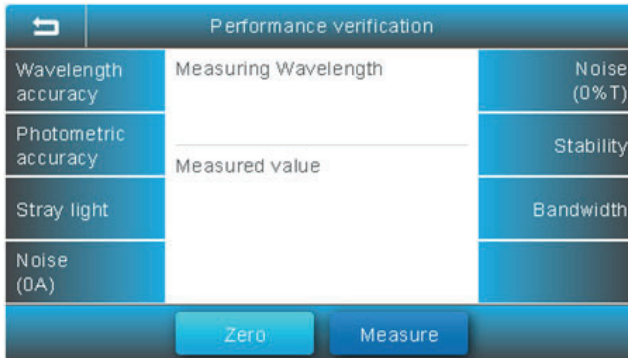 Performance verification
Wavelength
accuracy
Photometric
accuracy
Stray light
Noise
(0A)
Measuring Wavelength
Measured value
Noise
(0%T)
Stability
Bandwidth
Zero
Measure